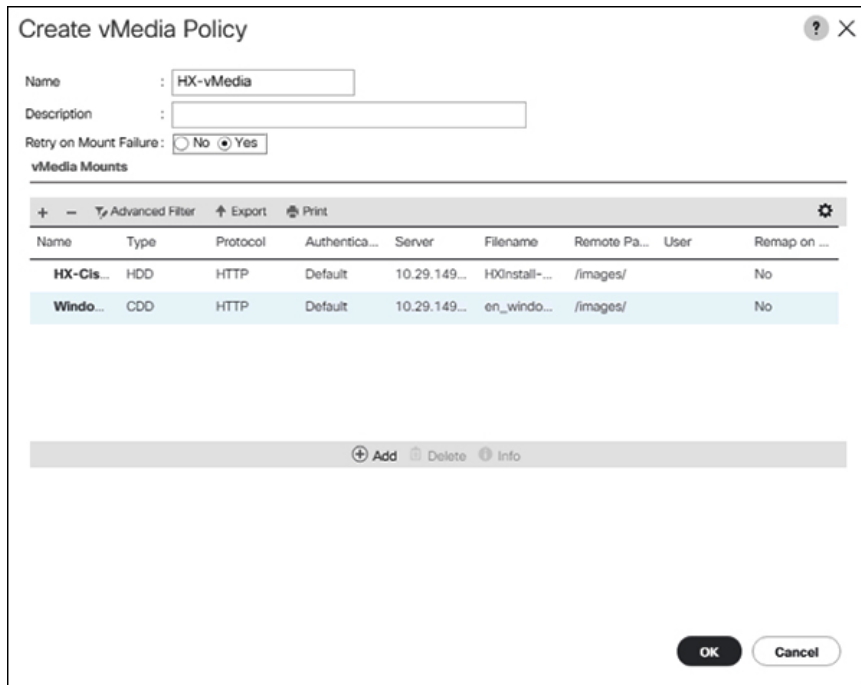 Create vMedia Policy
?
Name : HX-vMedia
Description :
Retry on Mount Failure : No Yes
vMedia Mounts
+ − Advanced Filter Export Print
Name Type Protocol Authentica... Server Filename Remote Pa... User Remap on ...
HX-Cis... HDD HTTP Default 10.29.149... HXInstall-... /images/ No
Windo... CDD HTTP Default 10.29.149... en_windo... /images/ No
Add Delete Info
OK Cancel